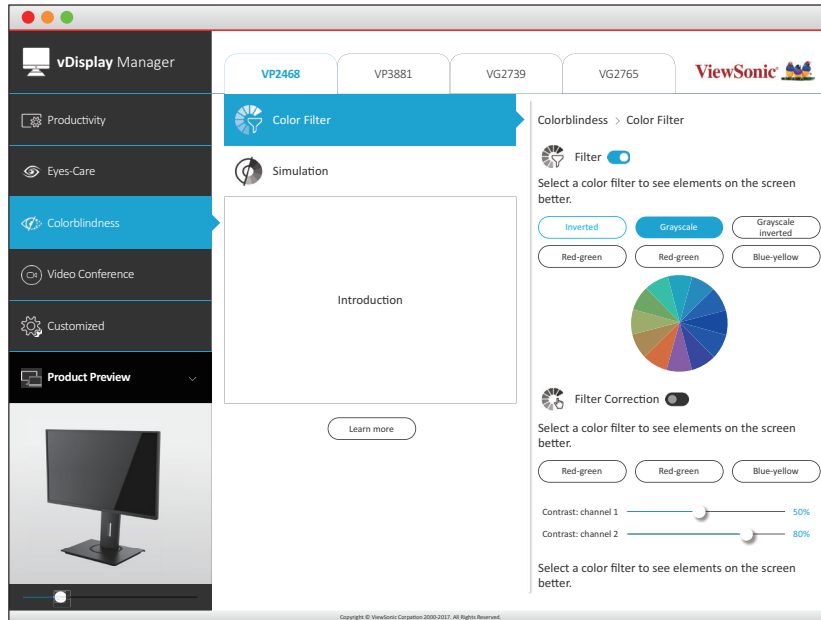 vDisplay Manager
VP2468
VP3881
VG2739
VG2765
ViewSonic
Productivity
Eyes-Care
Colorblindness
Video Conference
Customized
Product Preview
Color Filter
Simulation
Introduction
Learn more
Colorblindess > Color Filter
Filter
Select a color filter to see elements on the screen
better.
Inverted
Grayscale
Grayscale
inverted
Red-green
Red-green
Blue-yellow
Filter Correction
Select a color filter to see elements on the screen
better.
Red-green
Red-green
Blue-yellow
Contrast: channel 1
50%
Contrast: channel 2
80%
Select a color filter to see elements on the screen
better.
Copyright © ViewSonic Corpation 2000-2017. All Rights Reserved.